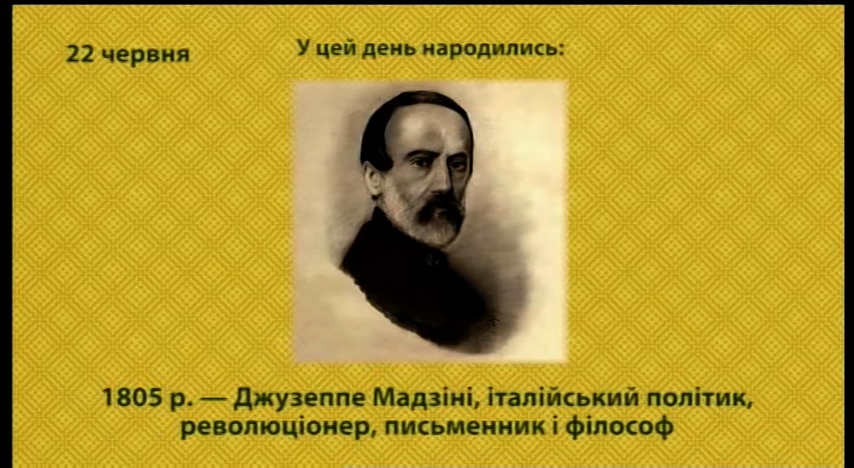 22 червня
У цей день народились:
1805 р. — Джузеппе Мадзіні, італійський політик,
революціонер, письменник і філософ